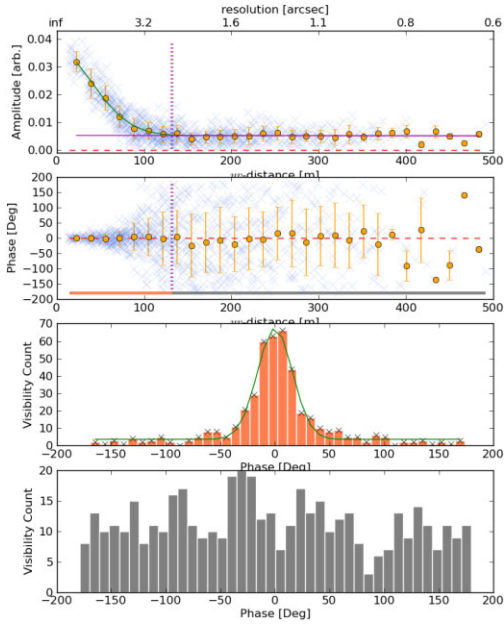 resolution [arcsec]
inf 3.2 1.6 1.1 0.8 0.6
0.04
0.03
0.02
0.01
0.00
Amplitude [arb.]
0 100 200 300 400 500
uv-distance [m]
200
150
100
50
0
−50
−100
−150
−200
Phase [Deg]
0 100 200 300 400 500
uv-distance [m]
70
60
50
40
30
20
10
0
Visibility Count
−200 −150 −100 −50 0 50 100 150 200
Phase [Deg]
20
15
10
5
0
Visibility Count
−200 −150 −100 −50 0 50 100 150 200
Phase [Deg]